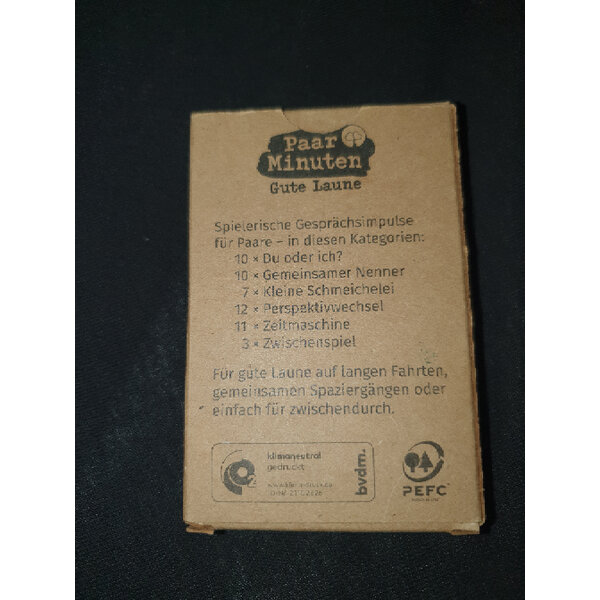 Paar
Minuten
Gute Laune
Spielerische Gesprächsimpulse
für Paare – in diesen Kategorien:
10 × Du oder ich?
10 × Gemeinsamer Nenner
7 × Kleine Schmeichelei
12 × Perspektivwechsel
11 × Zeitmaschine
3 × Zwischenspiel
Für gute Laune auf langen Fahrten,
gemeinsamen Spaziergängen oder
einfach für zwischendurch.
klimaneutral
gedruckt
bvdm.
PEFC